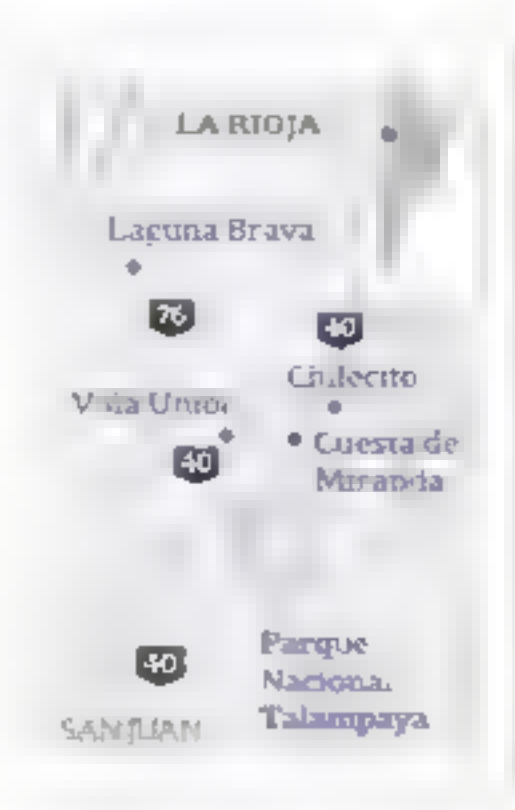 LA RIOJA
Laguna Brava
76
40
Chilecito
Villa Unión
40
Cuesta de
Miranda
40
Parque
Nacional
Talampaya
SAN JUAN